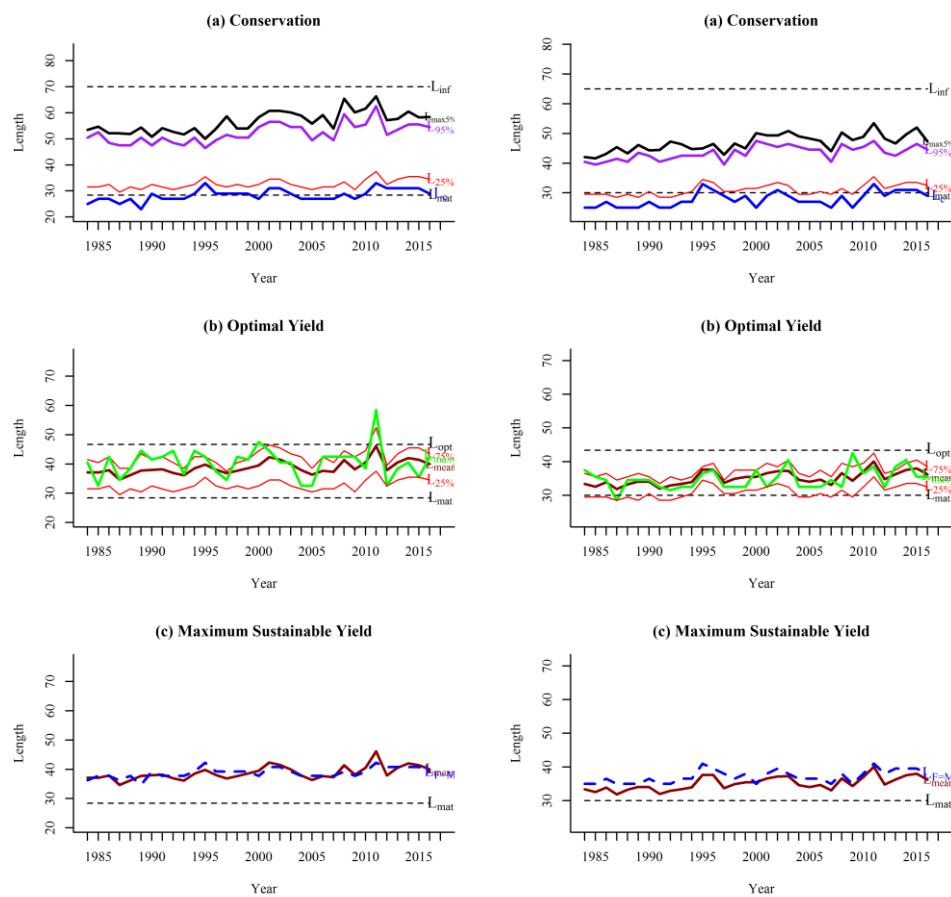 (a) Conservation
Length
20 30 40 50 60 70 80
L_inf
L_max5%
L_95%
L_25%
L_mat
1985 1990 1995 2000 2005 2010 2015
Year
(a) Conservation
Length
30 40 50 60 70 80
L_inf
L_max5%
L_95%
L_25%
L_mat
1985 1990 1995 2000 2005 2010 2015
Year
(b) Optimal Yield
Length
20 30 40 50 60 70
L_opt
L_75%
L_mean
L_25%
L_mat
1985 1990 1995 2000 2005 2010 2015
Year
(b) Optimal Yield
Length
30 40 50 60 70
L_opt
L_75%
L_mean
L_25%
L_mat
1985 1990 1995 2000 2005 2010 2015
Year
(c) Maximum Sustainable Yield
Length
20 30 40 50 60 70
L_mean
L_F=M
L_mat
1985 1990 1995 2000 2005 2010 2015
Year
(c) Maximum Sustainable Yield
Length
30 40 50 60 70
L_F=M
L_mean
L_mat
1985 1990 1995 2000 2005 2010 2015
Year